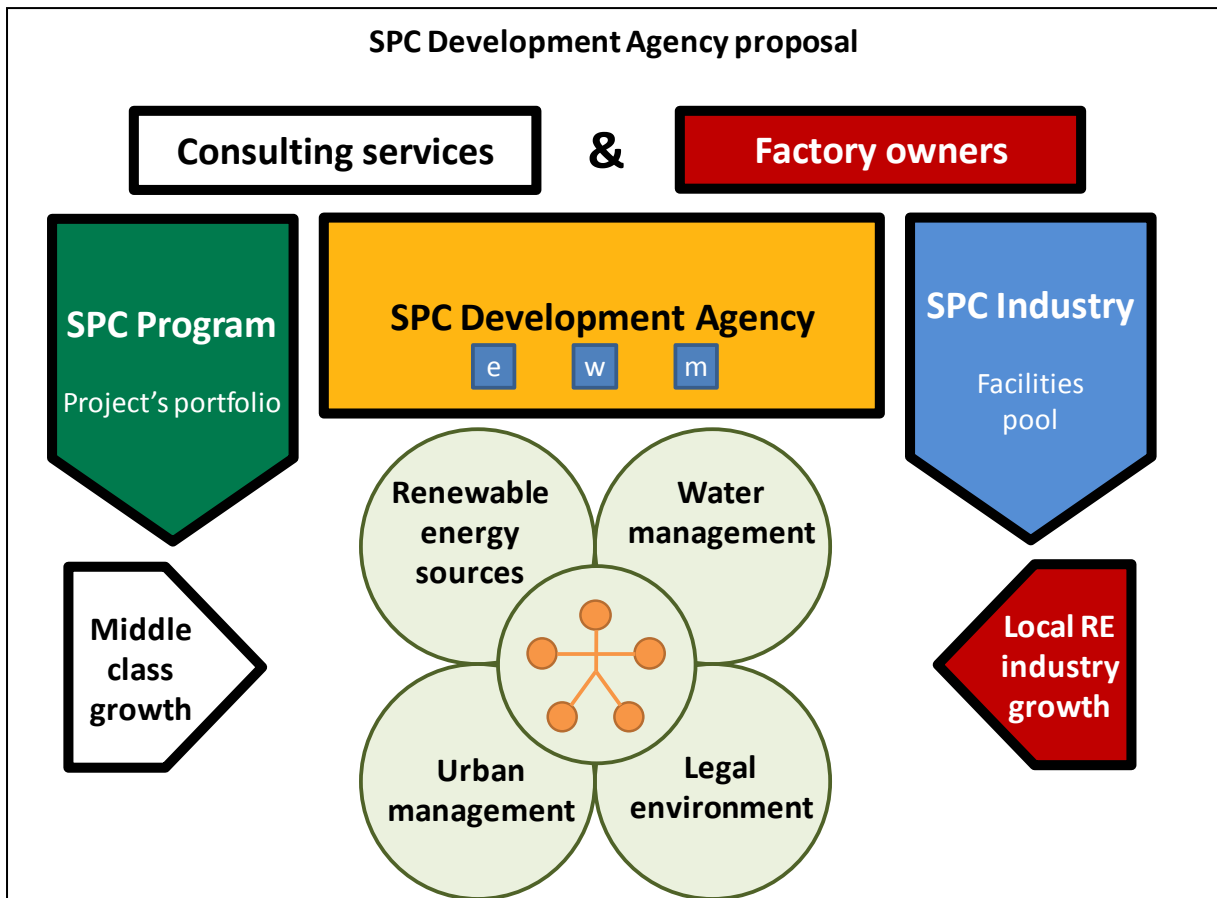 SPC Development Agency proposal
Consulting services
&
Factory owners
SPC Program
Project's portfolio
SPC Development Agency
e w m
SPC Industry
Facilities
pool
Renewable
energy
sources
Water
management
Middle
class
growth
Local RE
industry
growth
Urban
management
Legal
environment